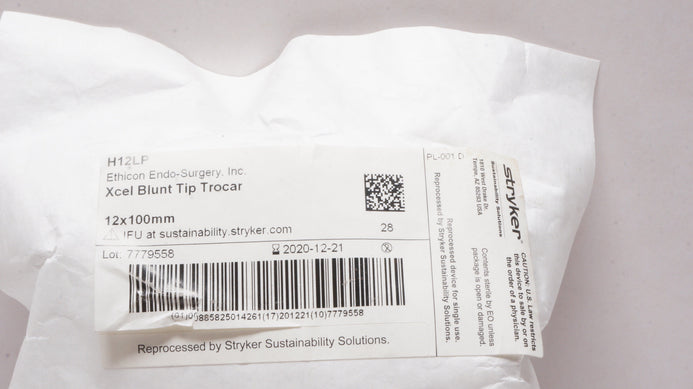 H12LP
Ethicon Endo-Surgery, Inc.
Xcel Blunt Tip Trocar
12x100mm
IFU at sustainability.stryker.com
28
Lot: 7779558
2020-12-21
(01)00885825014261(17)201221(10)7779558
Reprocessed by Stryker Sustainability Solutions.
PL-001
Reprocessed device for single use.
Reprocessed by Stryker Sustainability Solutions.
stryker
Sustainability Solutions
1810 West Drake Dr.
Tempe, AZ 85283 USA
Contents sterile by EO unless
package is open or damaged.
CAUTION: U.S. Law restricts
this device to sale by or on
the order of a physician.